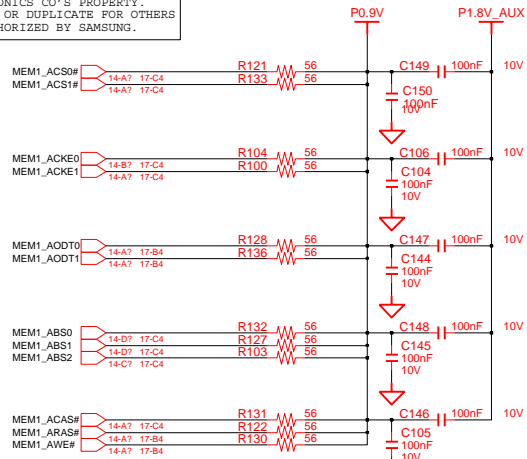 ONICS CO'S PROPERTY.
OR DUPLICATE FOR OTHERS
HORIZED BY SAMSUNG.
P0.9V
P1.8V_AUX
MEM1_ACS0# R121 56 C149 100nF 10V
14-A? 17-C4
MEM1_ACS1# R133 56
14-A? 17-C4
C150
100nF
10V
MEM1_ACKE0 R104 56 C106 100nF 10V
14-B? 17-C4
MEM1_ACKE1 R100 56
14-A? 17-C4
C104
100nF
10V
MEM1_AODT0 R128 56 C147 100nF 10V
14-A? 17-B4
MEM1_AODT1 R136 56
14-A? 17-B4
C144
100nF
10V
MEM1_ABS0 R132 56 C148 100nF 10V
14-D? 17-C4
MEM1_ABS1 R127 56
14-D? 17-C4
MEM1_ABS2 R103 56
14-C? 17-C4
C145
100nF
10V
MEM1_ACAS# R131 56 C146 100nF 10V
14-A? 17-C4
MEM1_ARAS# R122 56
14-A? 17-B4
MEM1_AWE# R130 56
14-A? 17-B4
C105
100nF
10V